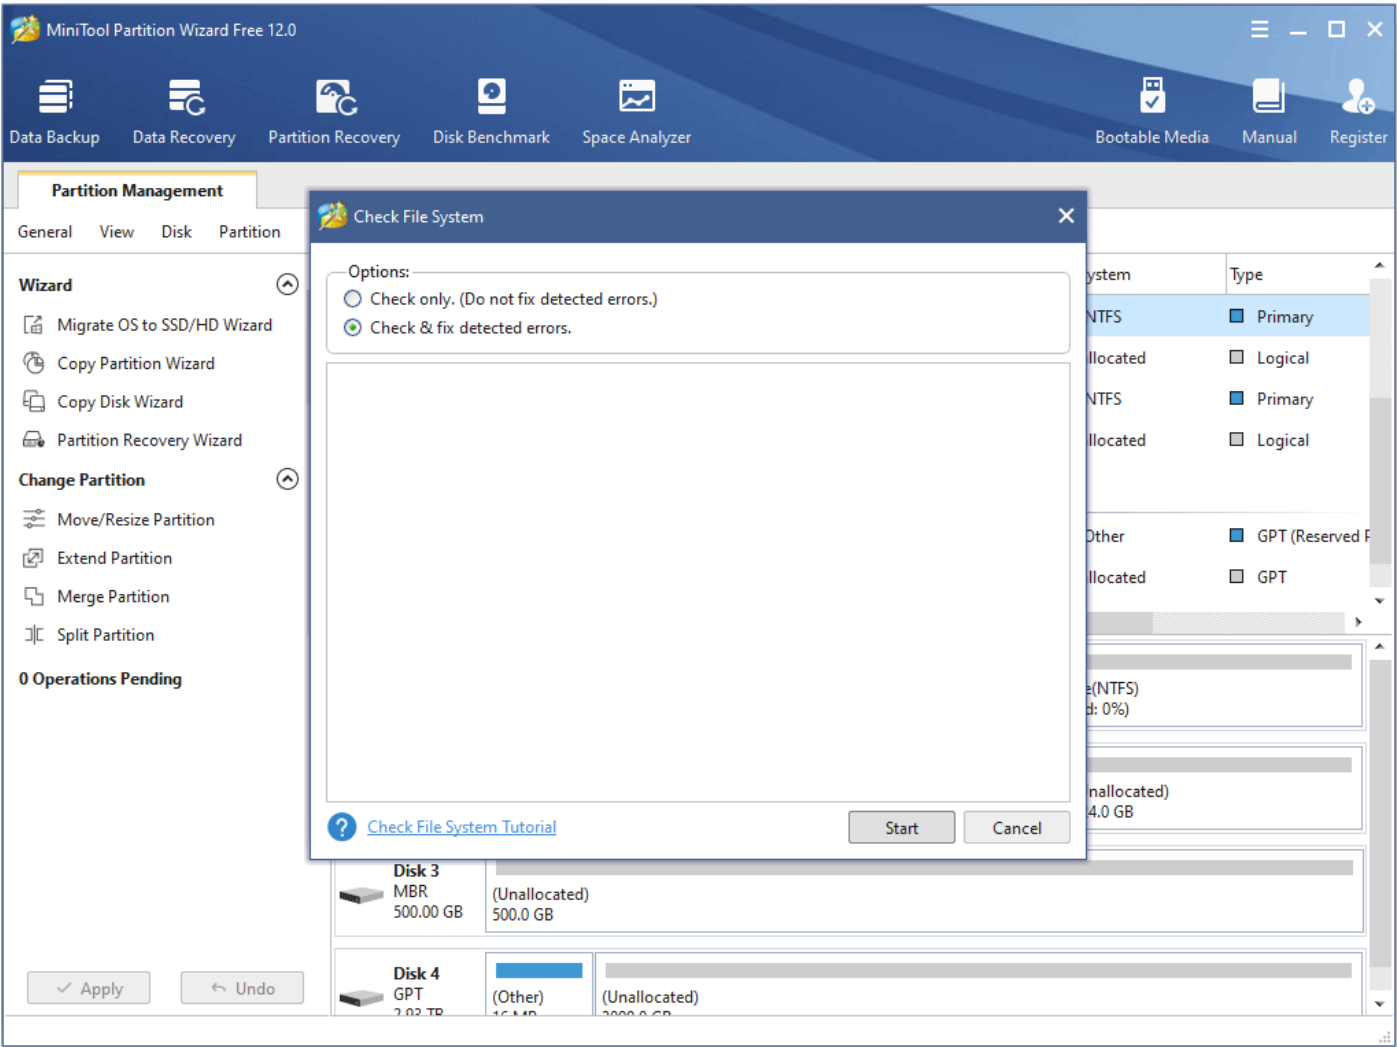 MiniTool Partition Wizard Free 12.0
Data Backup
Data Recovery
Partition Recovery
Disk Benchmark
Space Analyzer
Bootable Media
Manual
Register
Partition Management
General View Disk Partition
Wizard
Migrate OS to SSD/HD Wizard
Copy Partition Wizard
Copy Disk Wizard
Partition Recovery Wizard
Change Partition
Move/Resize Partition
Extend Partition
Merge Partition
Split Partition
0 Operations Pending
Apply
Undo
Check File System
Options:
Check only. (Do not fix detected errors.)
Check & fix detected errors.
Check File System Tutorial
Start
Cancel
ystem Type
NTFS Primary
llocated Logical
NTFS Primary
llocated Logical
Other GPT (Reserved P
llocated GPT
e(NTFS)
d: 0%)
nallocated)
4.0 GB
Disk 3
MBR
500.00 GB
(Unallocated)
500.0 GB
Disk 4
GPT
2.93 TB
(Other)
16 MB
(Unallocated)